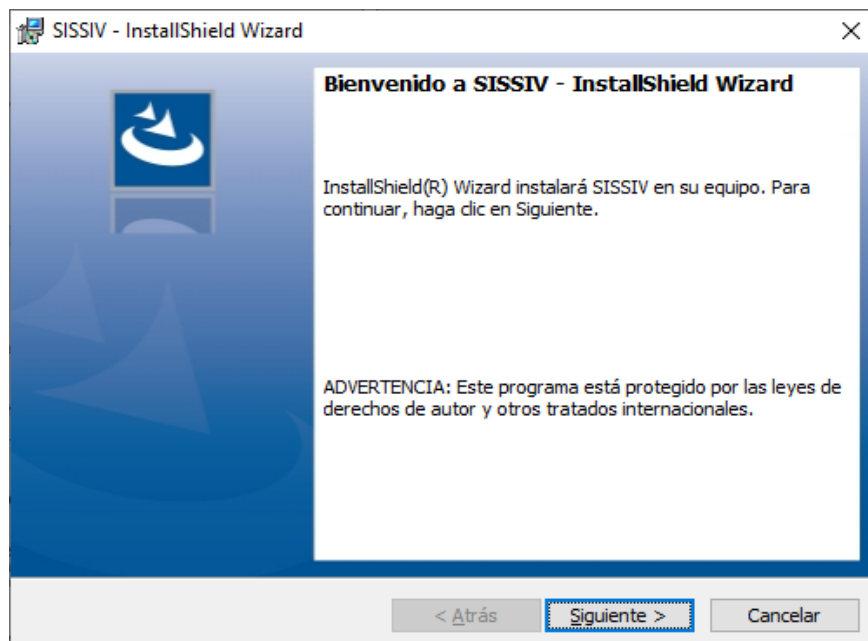 SISSIV - InstallShield Wizard
Bienvenido a SISSIV - InstallShield Wizard
InstallShield(R) Wizard instalará SISSIV en su equipo. Para
continuar, haga clic en Siguiente.
ADVERTENCIA: Este programa está protegido por las leyes de
derechos de autor y otros tratados internacionales.
< Atrás
Siguiente >
Cancelar